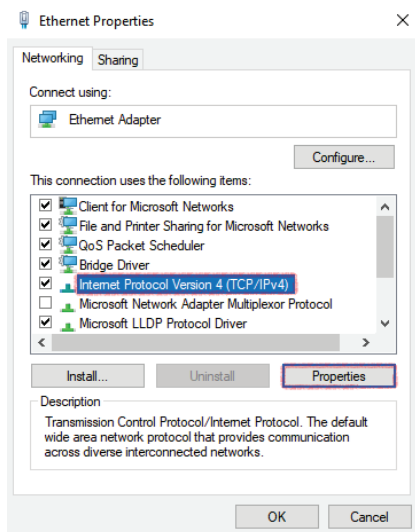 Ethernet Properties
Networking
Sharing
Connect using:
Ethernet Adapter
Configure...
This connection uses the following items:
Client for Microsoft Networks
File and Printer Sharing for Microsoft Networks
QoS Packet Scheduler
Bridge Driver
Internet Protocol Version 4 (TCP/IPv4)
Microsoft Network Adapter Multiplexor Protocol
Microsoft LLDP Protocol Driver
Install...
Uninstall
Properties
Description
Transmission Control Protocol/Internet Protocol. The default
wide area network protocol that provides communication
across diverse interconnected networks.
OK
Cancel